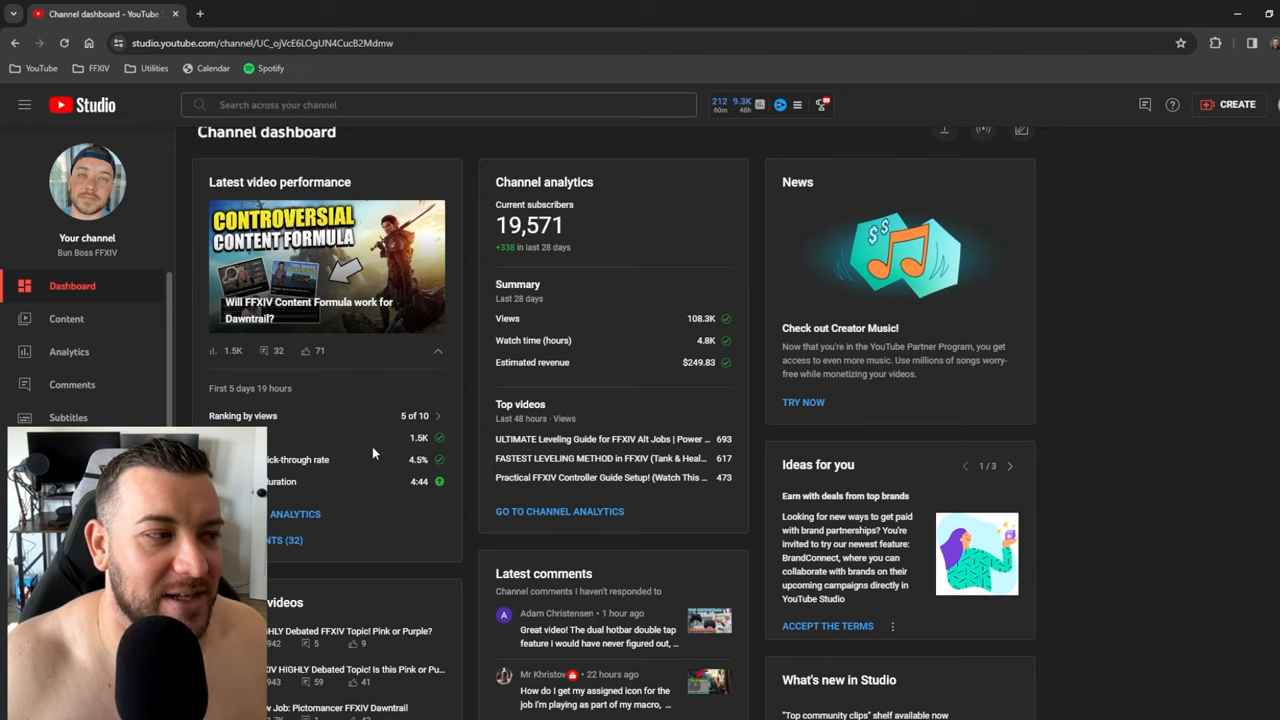 Channel dashboard - YouTube
studio.youtube.com/channel/UC_ojVcE6LOgUN4CucB2Mdmw
YouTube
FFXIV
Utilities
Calendar
Spotify
Studio
Search across your channel
212 60m
9.3K 48h
CREATE
Your channel
Bun Boss FFXIV
Dashboard
Content
Analytics
Comments
Subtitles
Channel dashboard
Latest video performance
CONTROVERSIAL
CONTENT FORMULA
Will FFXIV Content Formula work for
Dawntrail?
1.5K 32 71
First 5 days 19 hours
Ranking by views 5 of 10
1.5K
ick-through rate 4.5%
duration 4:44
ANALYTICS
NTS (32)
videos
HLY Debated FFXIV Topic! Pink or Purple?
942 5 9
XIV HIGHLY Debated Topic! Is this Pink or Pu...
943 59 41
Job: Pictomancer FFXIV Dawntrail
Channel analytics
Current subscribers
19,571
+338 in last 28 days
Summary
Last 28 days
Views 108.3K
Watch time (hours) 4.8K
Estimated revenue $249.83
Top videos
Last 48 hours · Views
ULTIMATE Leveling Guide for FFXIV Alt Jobs | Power ... 693
FASTEST LEVELING METHOD in FFXIV (Tank & Heal... 617
Practical FFXIV Controller Guide Setup! (Watch This ... 473
GO TO CHANNEL ANALYTICS
Latest comments
Channel comments I haven't responded to
A
Adam Christensen • 1 hour ago
Great video! The dual hotbar double tap
feature I would have never figured out, ...
Mr Khristov • 22 hours ago
How do I get my assigned icon for the
job I'm playing as part of my macro, ...
News
$$
Check out Creator Music!
Now that you're in the YouTube Partner Program, you
get access to even more music. Use millions of songs worry-
free while monetizing your videos.
TRY NOW
Ideas for you
1 / 3
Earn with deals from top brands
Looking for new ways to get paid
with brand partnerships? You're
invited to try our newest feature:
BrandConnect, where you can
collaborate with brands on their
upcoming campaigns directly in
YouTube Studio
ACCEPT THE TERMS
What's new in Studio
"Top community clips" shelf available now